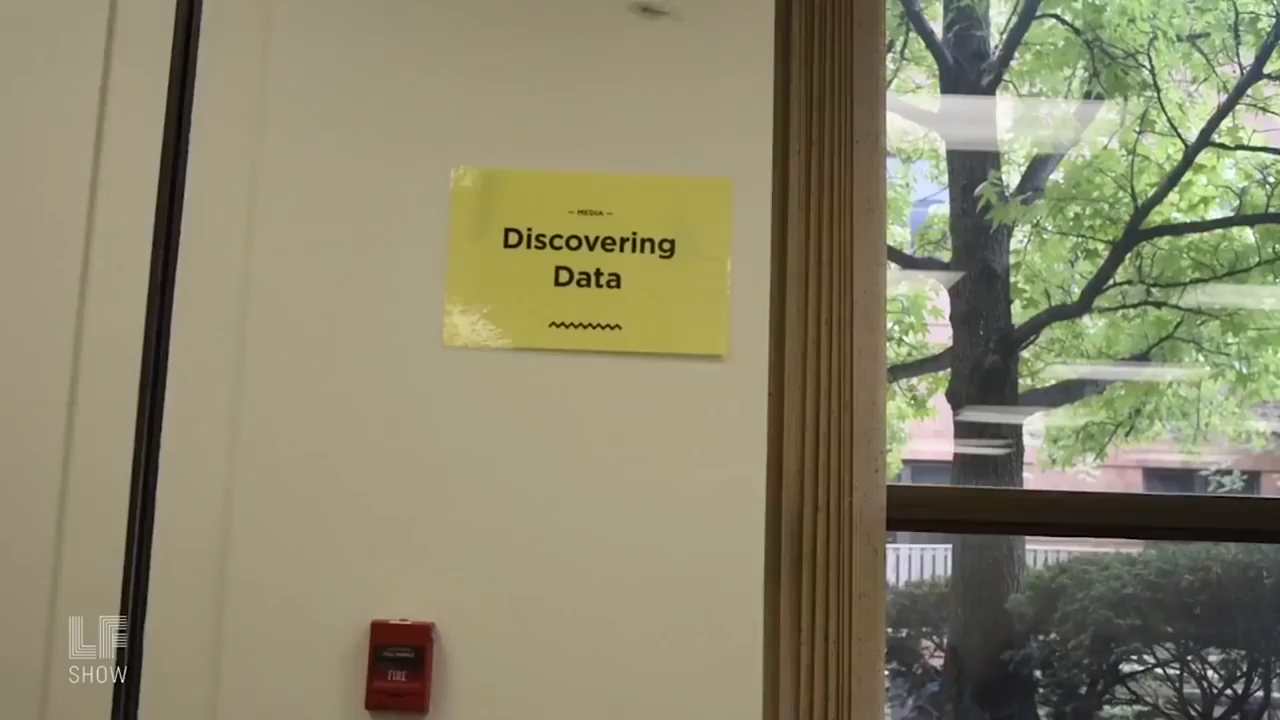 — MEDIA —
Discovering
Data
FIRE
LF
SHOW